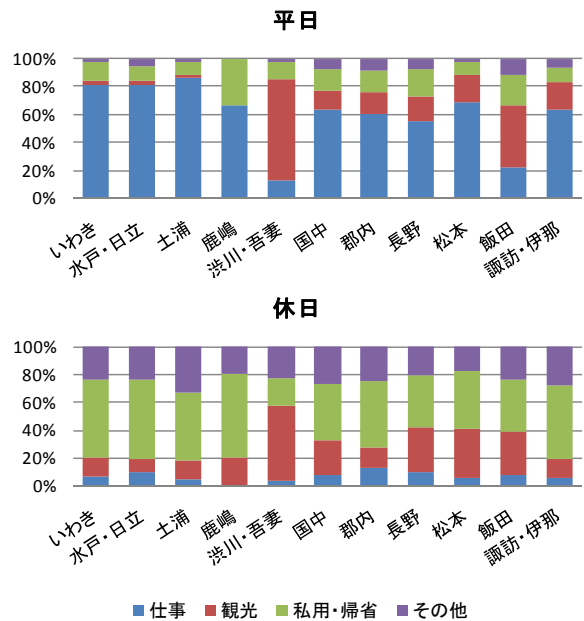 平日
100%
80%
60%
40%
20%
0%
いわき
水戸・日立
土浦
鹿嶋
渋川・吾妻
国中
郡内
長野
松本
飯田
諏訪・伊那
休日
100%
80%
60%
40%
20%
0%
いわき
水戸・日立
土浦
鹿嶋
渋川・吾妻
国中
郡内
長野
松本
飯田
諏訪・伊那
仕事 観光 私用・帰省 その他